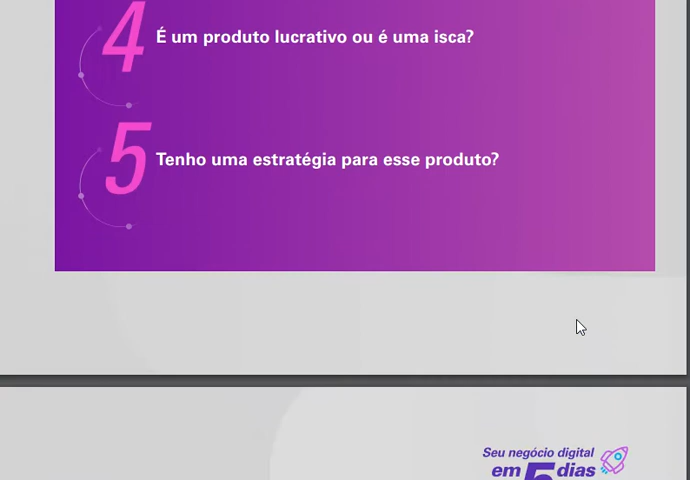 4 É um produto lucrativo ou é uma isca?
5 Tenho uma estratégia para esse produto?
Seu negócio digital
em 5 dias